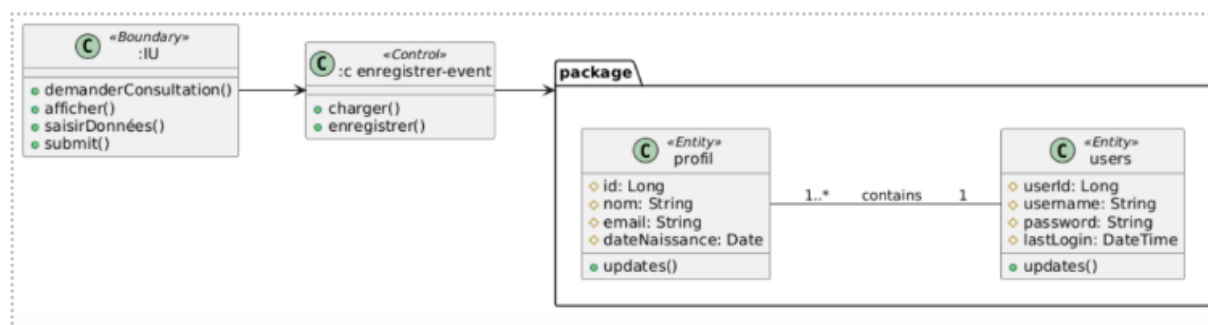 C «Boundary»
:IU
demanderConsultation()
afficher()
saisirDonnées()
submit()
C «Control»
:c enregistrer-event
charger()
enregistrer()
package
C «Entity»
profil
id: Long
nom: String
email: String
dateNaissance: Date
updates()
1..* contains 1
C «Entity»
users
userId: Long
username: String
password: String
lastLogin: DateTime
updates()